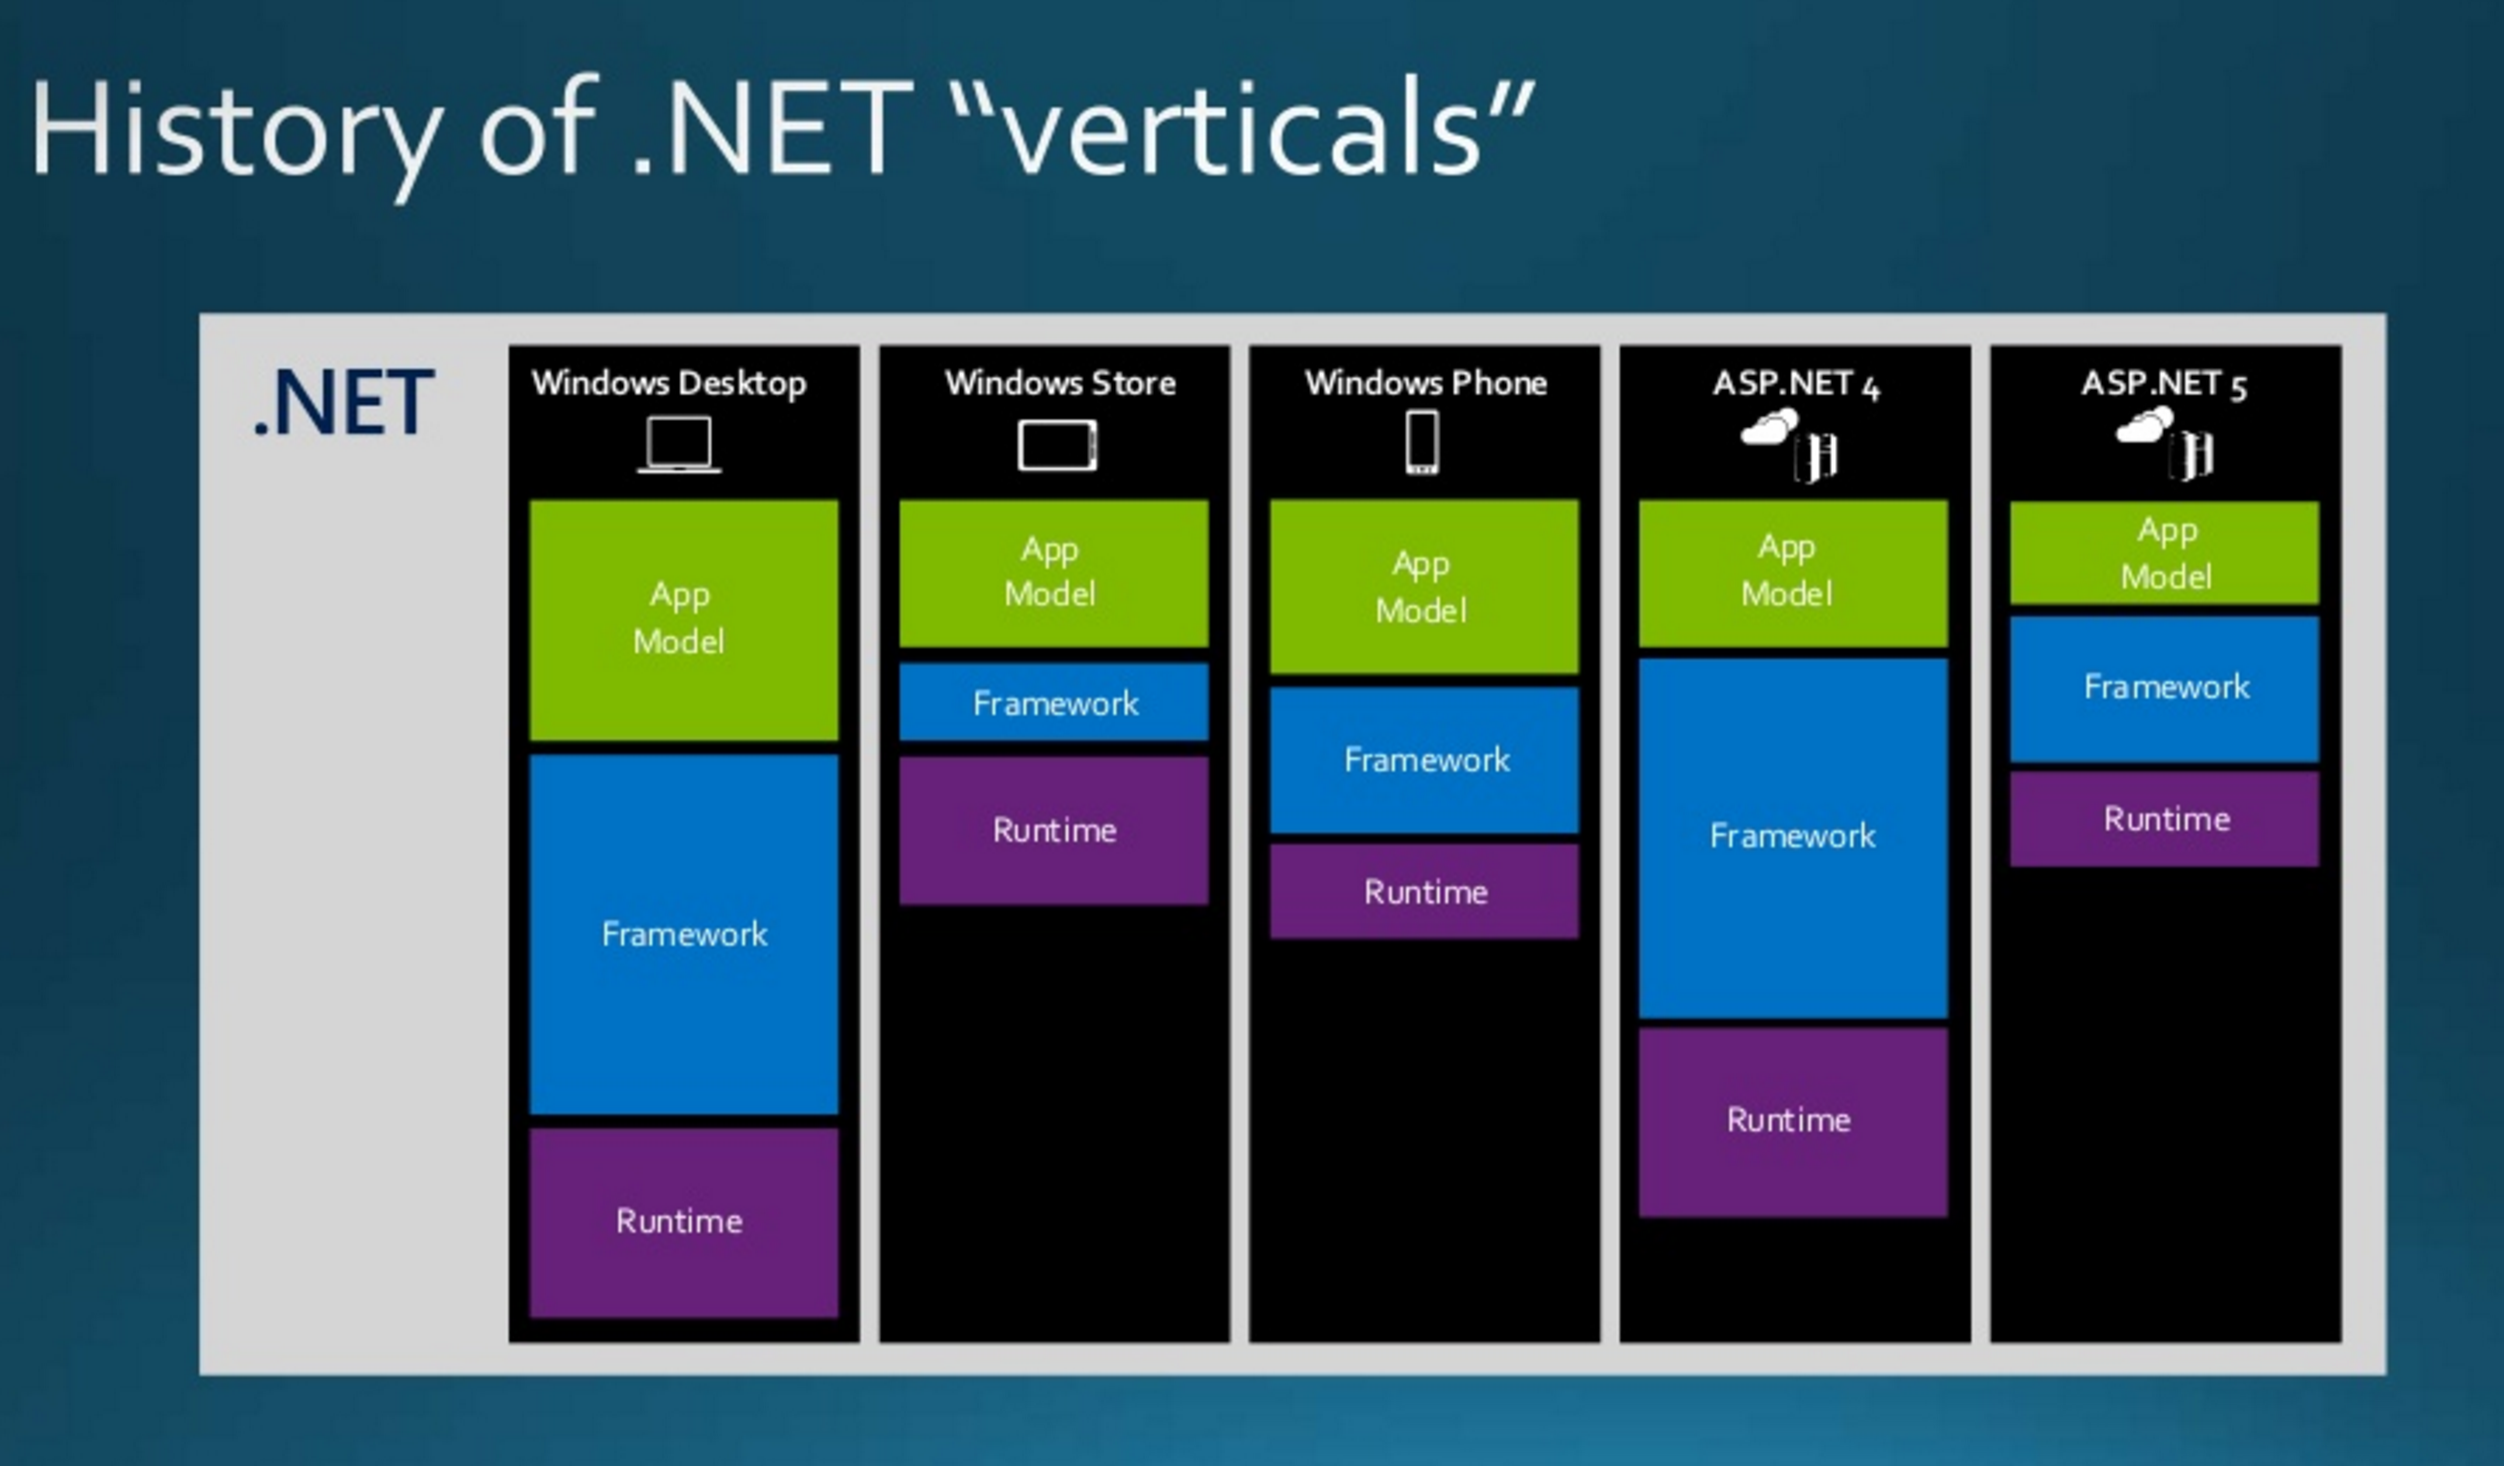 History of .NET “verticals”
.NET
Windows Desktop
App
Model
Framework
Runtime
Windows Store
App
Model
Framework
Runtime
Windows Phone
App
Model
Framework
Runtime
ASP.NET 4
App
Model
Framework
Runtime
ASP.NET 5
App
Model
Framework
Runtime